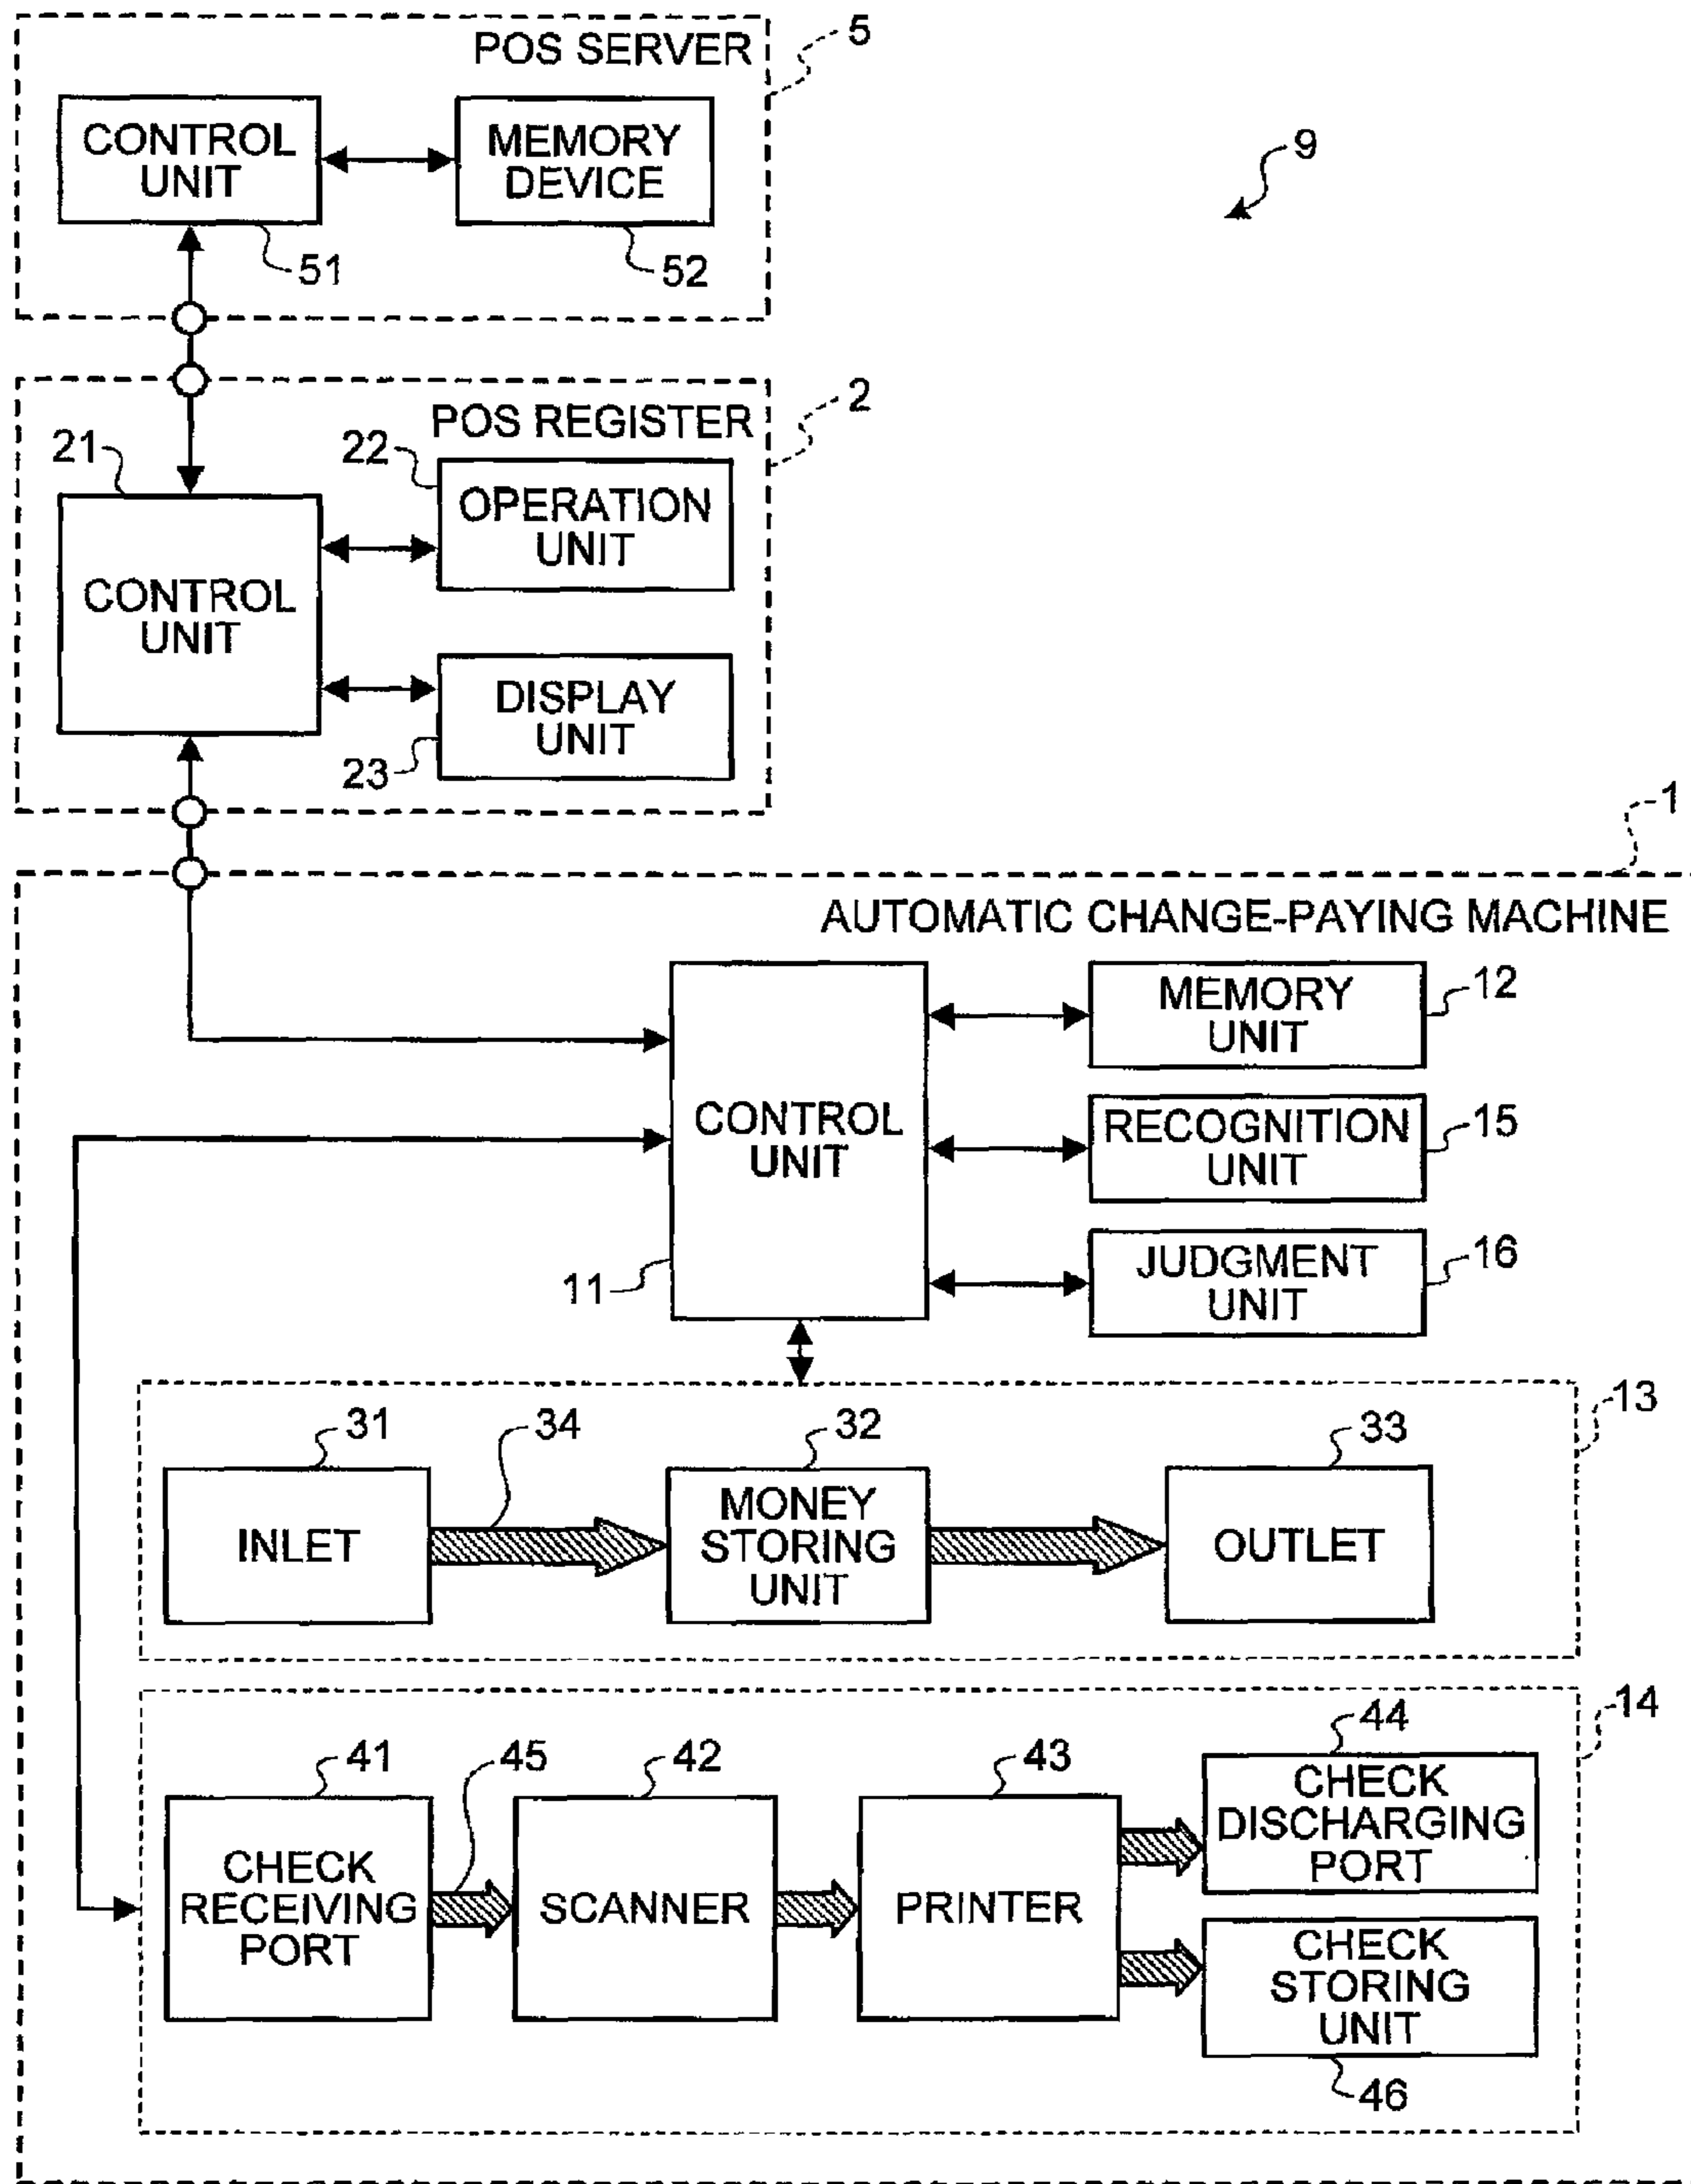 POS SERVER
5
CONTROL
UNIT
MEMORY
DEVICE
51
52
9
POS REGISTER
2
21
22
OPERATION
UNIT
CONTROL
UNIT
DISPLAY
UNIT
23
1
AUTOMATIC CHANGE-PAYING MACHINE
MEMORY
UNIT
12
CONTROL
UNIT
RECOGNITION
UNIT
15
11
JUDGMENT
UNIT
16
13
31
34
32
33
INLET
MONEY
STORING
UNIT
OUTLET
14
41
45
42
43
44
CHECK
RECEIVING
PORT
SCANNER
PRINTER
CHECK
DISCHARGING
PORT
CHECK
STORING
UNIT
46